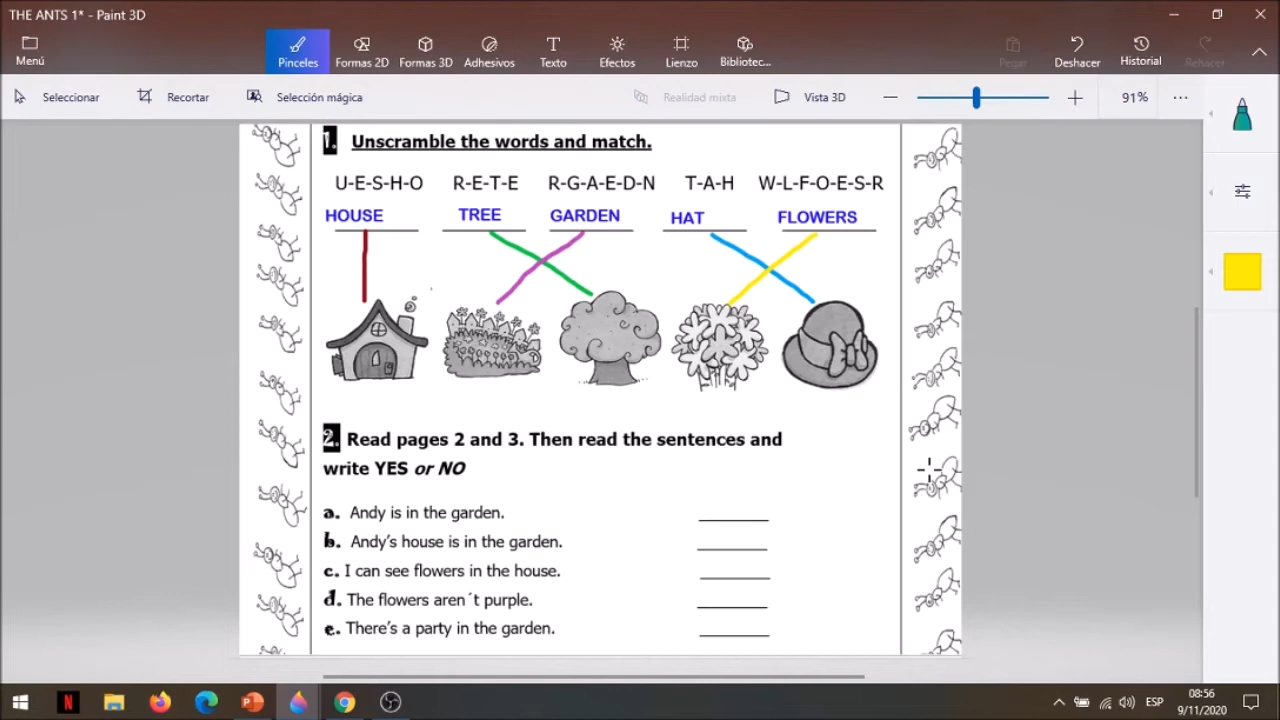 THE ANTS 1* - Paint 3D
Menú
Pinceles
Formas 2D
Formas 3D
Adhesivos
Texto
Efectos
Lienzo
Bibliotec...
Pegar
Deshacer
Historial
Rehacer
Seleccionar
Recortar
Selección mágica
Realidad mixta
Vista 3D
91%
1. Unscramble the words and match.
U-E-S-H-O R-E-T-E R-G-A-E-D-N T-A-H W-L-F-O-E-S-R
HOUSE TREE GARDEN HAT FLOWERS
2. Read pages 2 and 3. Then read the sentences and
write YES or NO
a. Andy is in the garden.
b. Andy's house is in the garden.
c. I can see flowers in the house.
d. The flowers aren´t purple.
e. There's a party in the garden.
ESP
08:56
9/11/2020